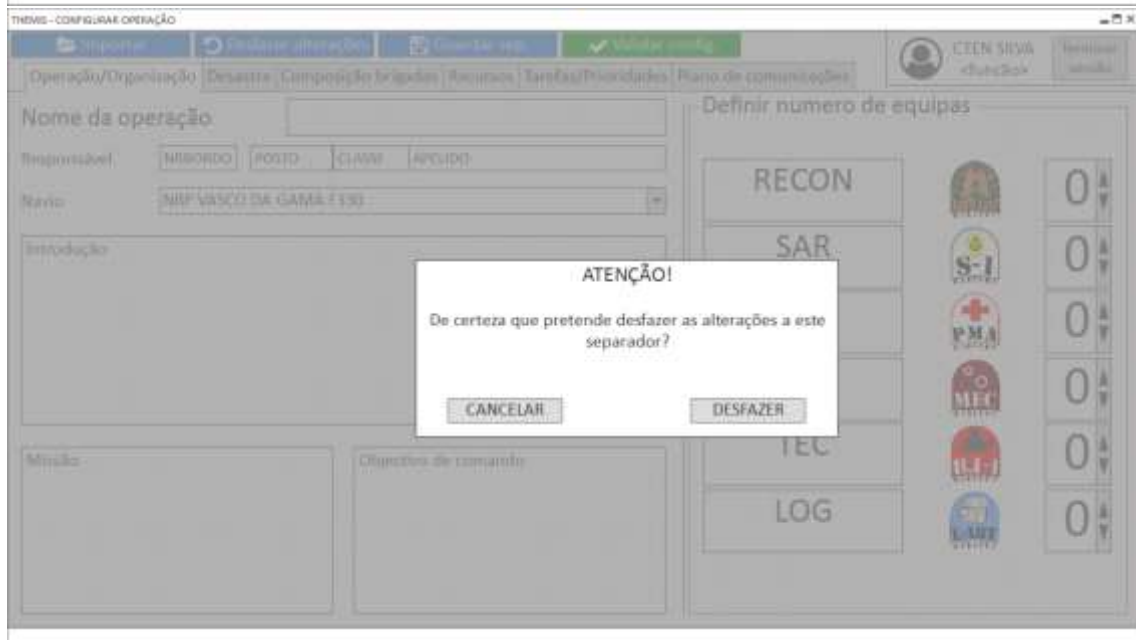 THEMIS - CONFIGURAR OPERAÇÃO
Importar Desfazer alterações Guardar rep. Validar config.
CTEN SILVA
<função>
Terminar
sessão
Operação/Organização Desastre Composição brigadas Recursos Tarefas/Prioridades Plano de comunicações
Nome da operação
Definir numero de equipas
Responsável NRBORDO POSTO CLASSE APELIDO
Navio NRP VASCO DA GAMA F330
RECON 0
Introdução
SAR S-1 0
ATENÇÃO!
De certeza que pretende desfazer as alterações a este
separador?
PMA 0
MEC 0
CANCELAR DESFAZER
TEC 0
Missão Objectivo de comando
LOG 0